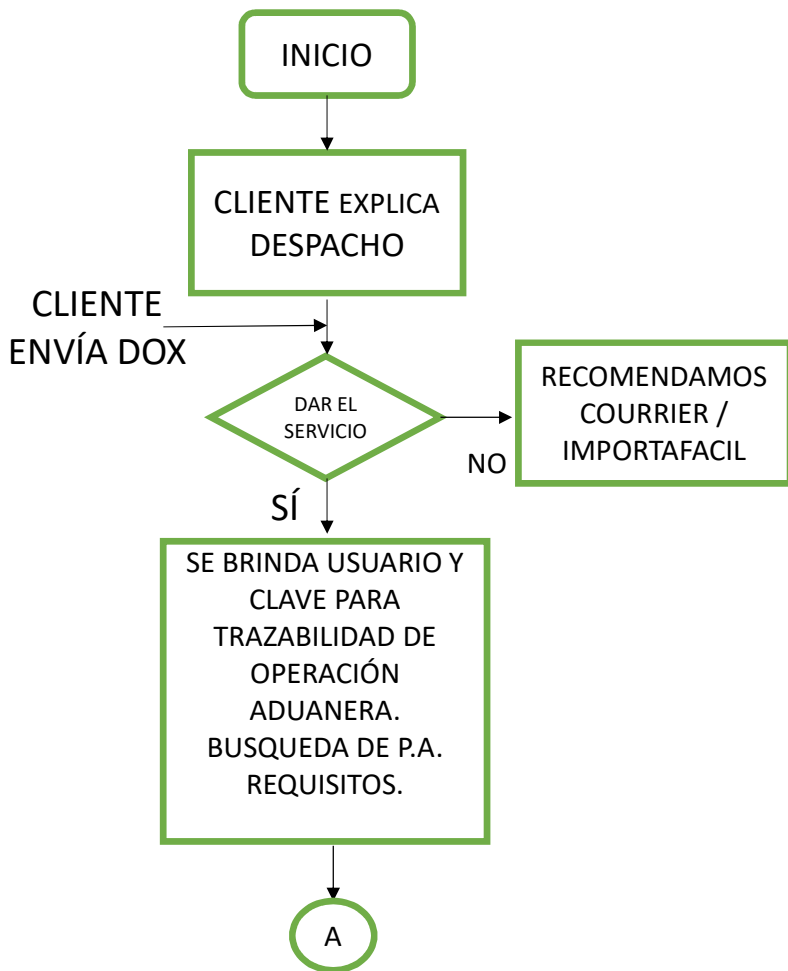 INICIO
CLIENTE EXPLICA
DESPACHO
CLIENTE
ENVÍA DOX
DAR EL
SERVICIO
NO
RECOMENDAMOS
COURRIER /
IMPORTAFACIL
SÍ
SE BRINDA USUARIO Y
CLAVE PARA
TRAZABILIDAD DE
OPERACIÓN
ADUANERA.
BUSQUEDA DE P.A.
REQUISITOS.
A